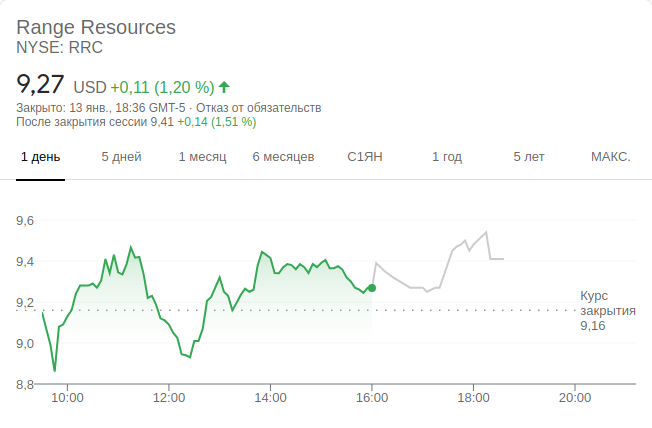 Range Resources
NYSE: RRC
9,27 USD +0,11 (1,20 %)
Закрыто: 13 янв., 18:36 GMT-5 · Отказ от обязательств
После закрытия сессии 9,41 +0,14 (1,51 %)
1 день 5 дней 1 месяц 6 месяцев С1ЯН 1 год 5 лет МАКС.
9,6
9,4
9,2
9,0
8,8
Курс
закрытия
9,16
10:00 12:00 14:00 16:00 18:00 20:00